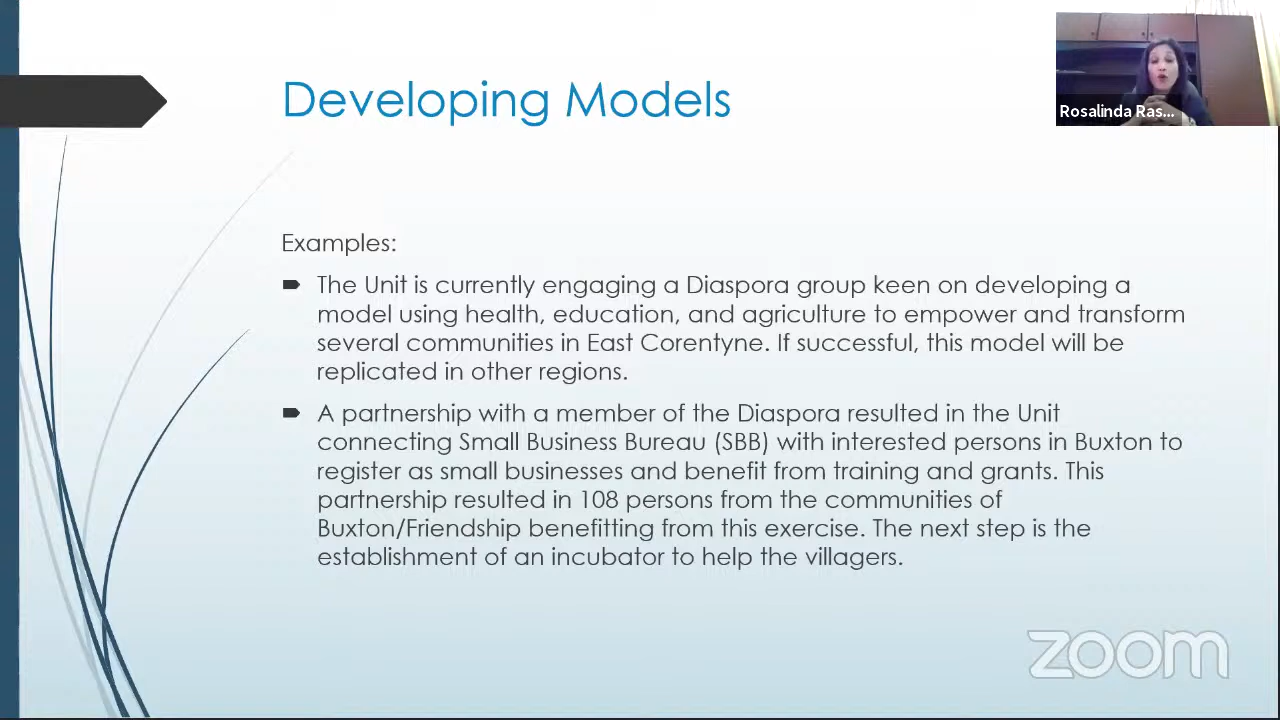 Developing Models
Rosalinda Ras...
Examples:
The Unit is currently engaging a Diaspora group keen on developing a
model using health, education, and agriculture to empower and transform
several communities in East Corentyne. If successful, this model will be
replicated in other regions.
A partnership with a member of the Diaspora resulted in the Unit
connecting Small Business Bureau (SBB) with interested persons in Buxton to
register as small businesses and benefit from training and grants. This
partnership resulted in 108 persons from the communities of
Buxton/Friendship benefitting from this exercise. The next step is the
establishment of an incubator to help the villagers.
zoom